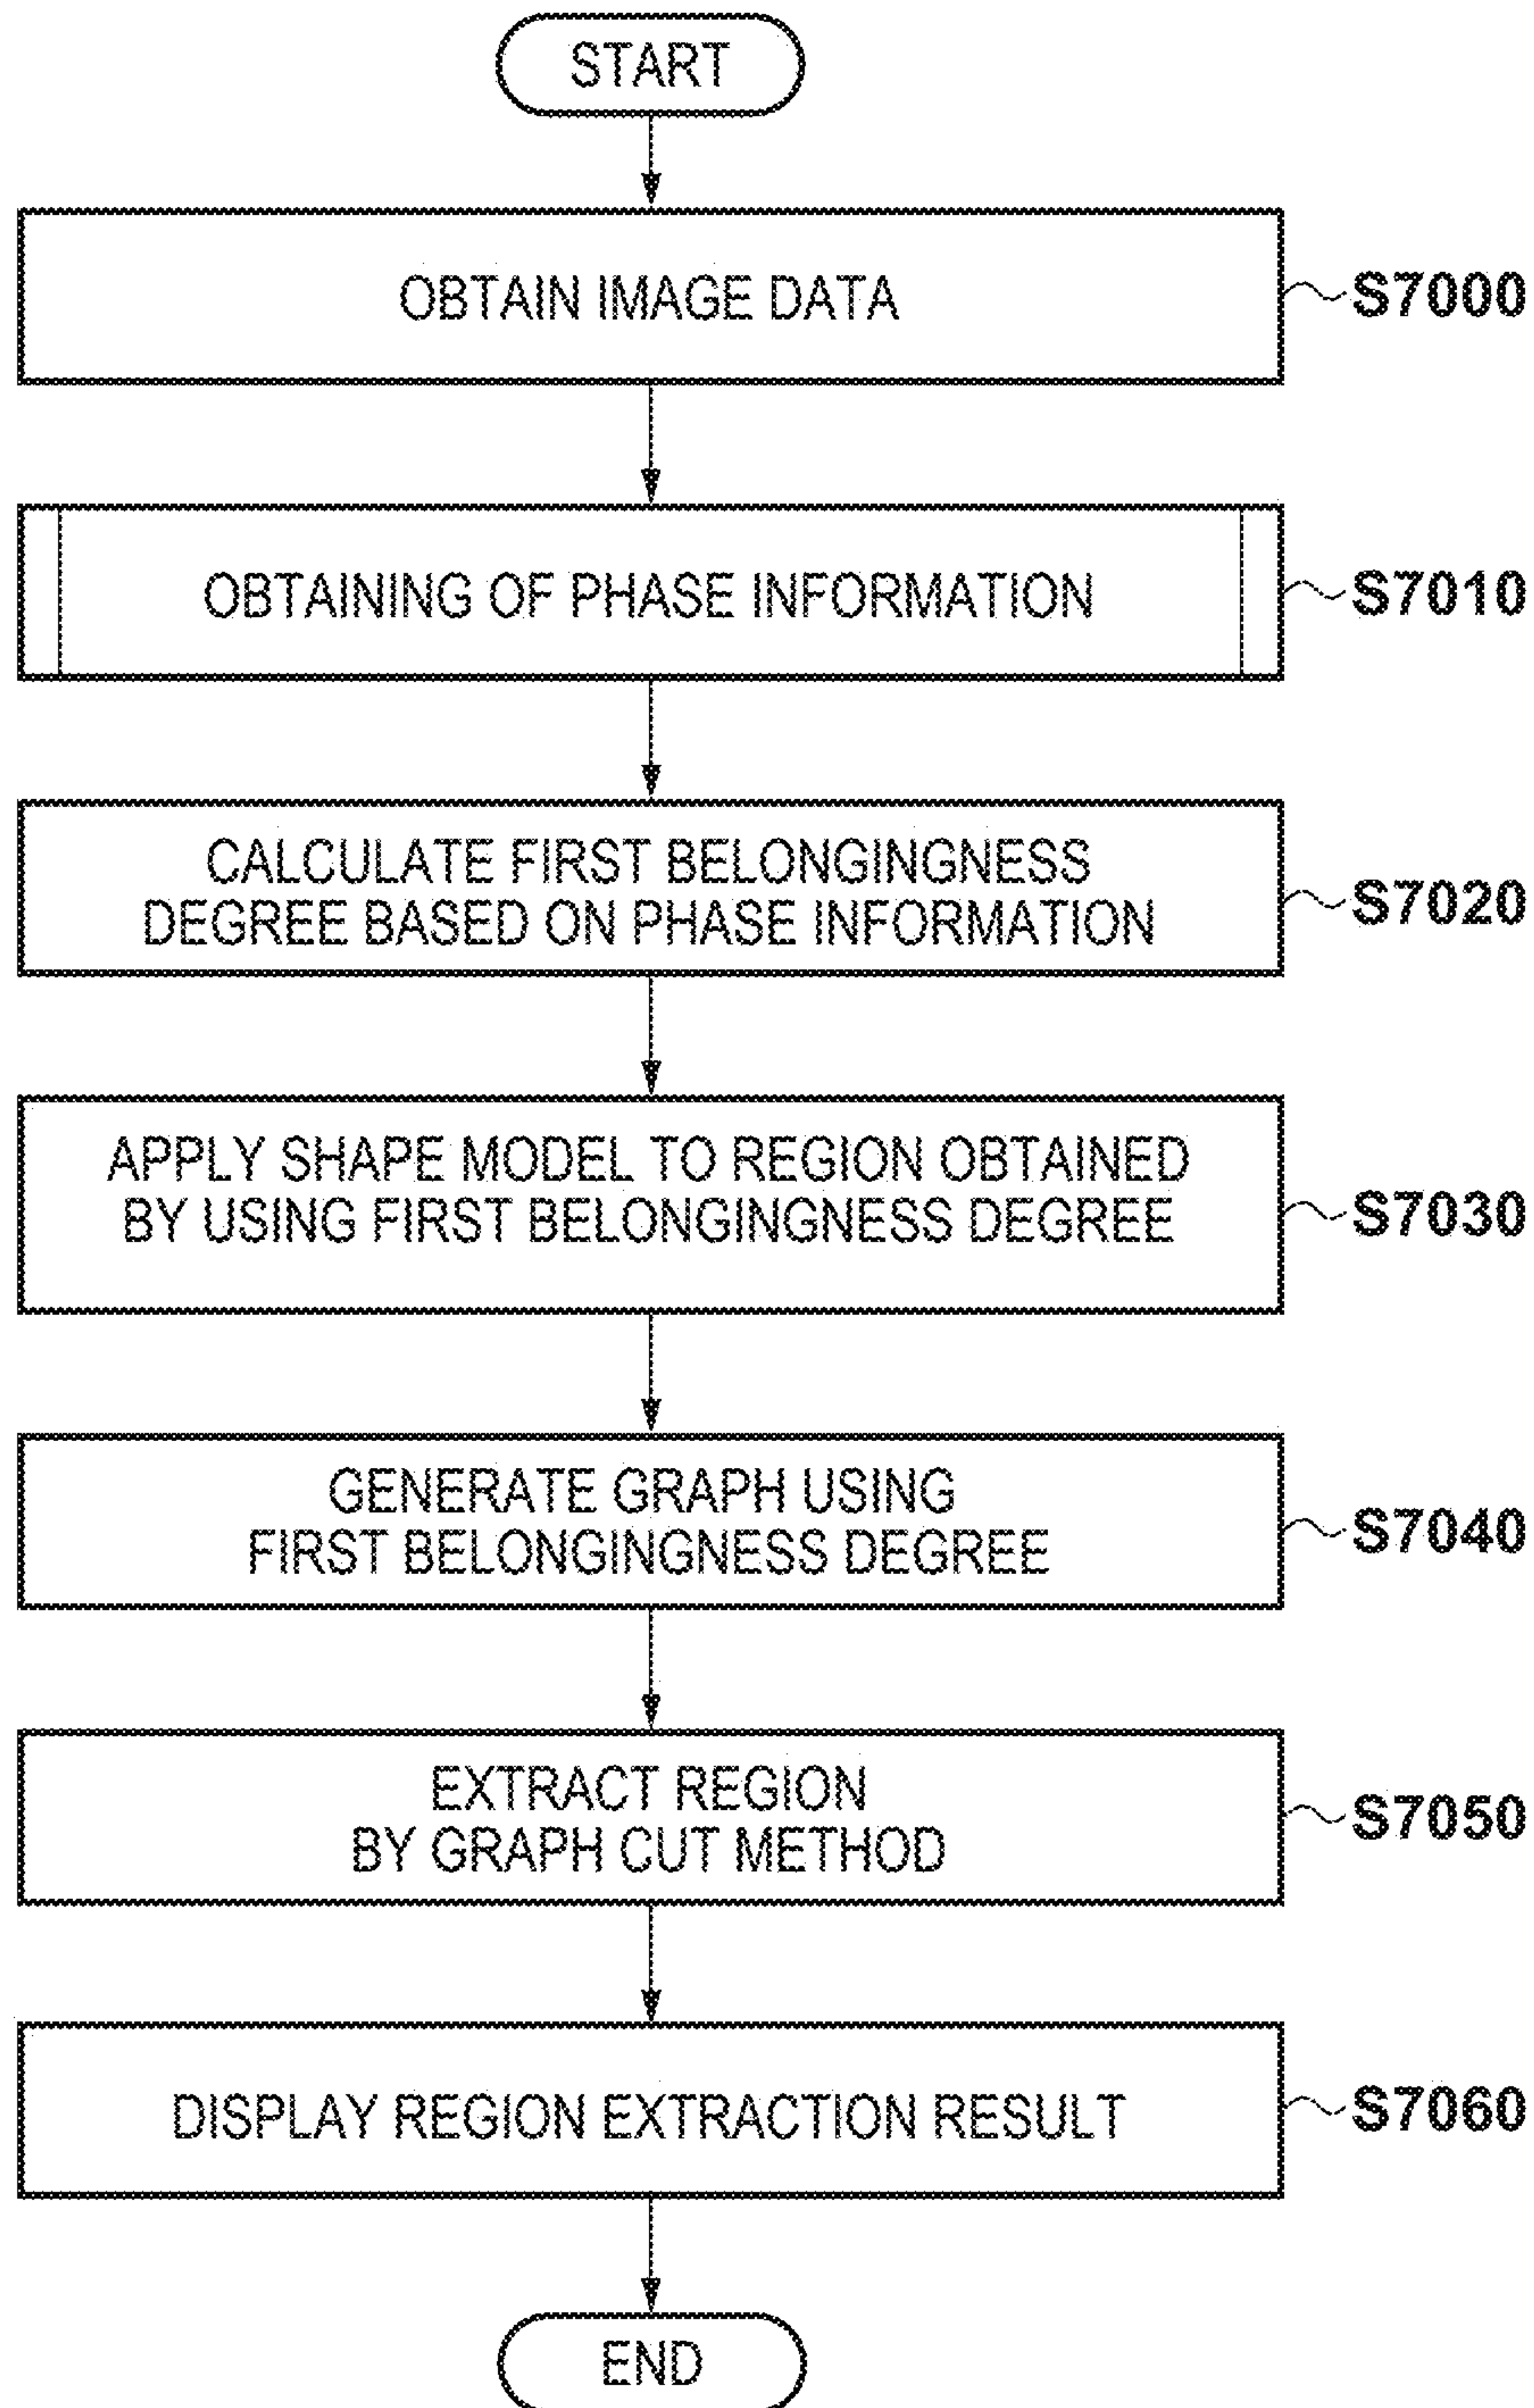 START
OBTAIN IMAGE DATA
S7000
OBTAINING OF PHASE INFORMATION
S7010
CALCULATE FIRST BELONGINGNESS
DEGREE BASED ON PHASE INFORMATION
S7020
APPLY SHAPE MODEL TO REGION OBTAINED
BY USING FIRST BELONGINGNESS DEGREE
S7030
GENERATE GRAPH USING
FIRST BELONGINGNESS DEGREE
S7040
EXTRACT REGION
BY GRAPH CUT METHOD
S7050
DISPLAY REGION EXTRACTION RESULT
S7060
END